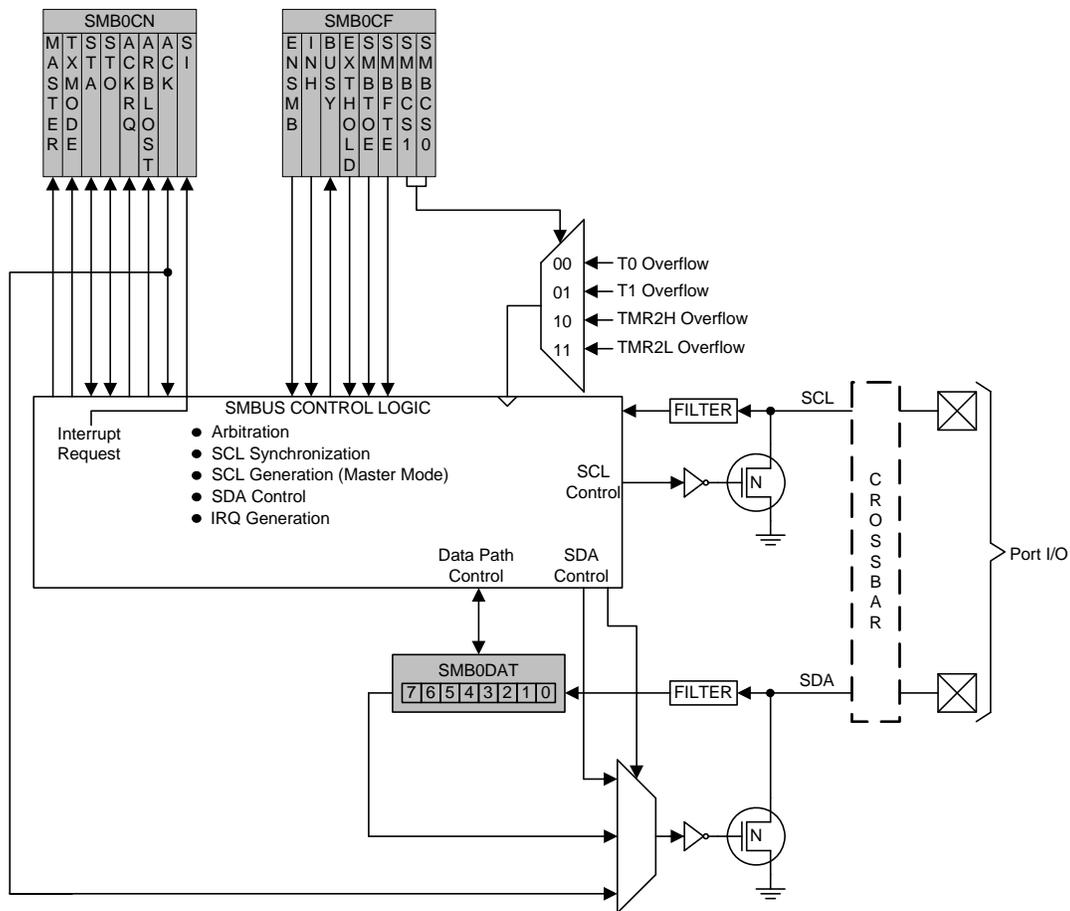 SMB0CN
MASTER
TXMODE
STA
STO
ACKRQ
ARBLOST
ACK
SI
SMB0CF
ENSMB
INH
BUSY
EXTHOLD
SMBTOE
SMBFTE
SMBCS1
SMBCS0
00
01
10
11
T0 Overflow
T1 Overflow
TMR2H Overflow
TMR2L Overflow
SMBUS CONTROL LOGIC
Interrupt
Request
● Arbitration
● SCL Synchronization
● SCL Generation (Master Mode)
● SDA Control
● IRQ Generation
SCL
Control
Data Path
Control
SDA
Control
FILTER
SCL
N
CROSSBAR
Port I/O
SMB0DAT
7 6 5 4 3 2 1 0
FILTER
SDA
N